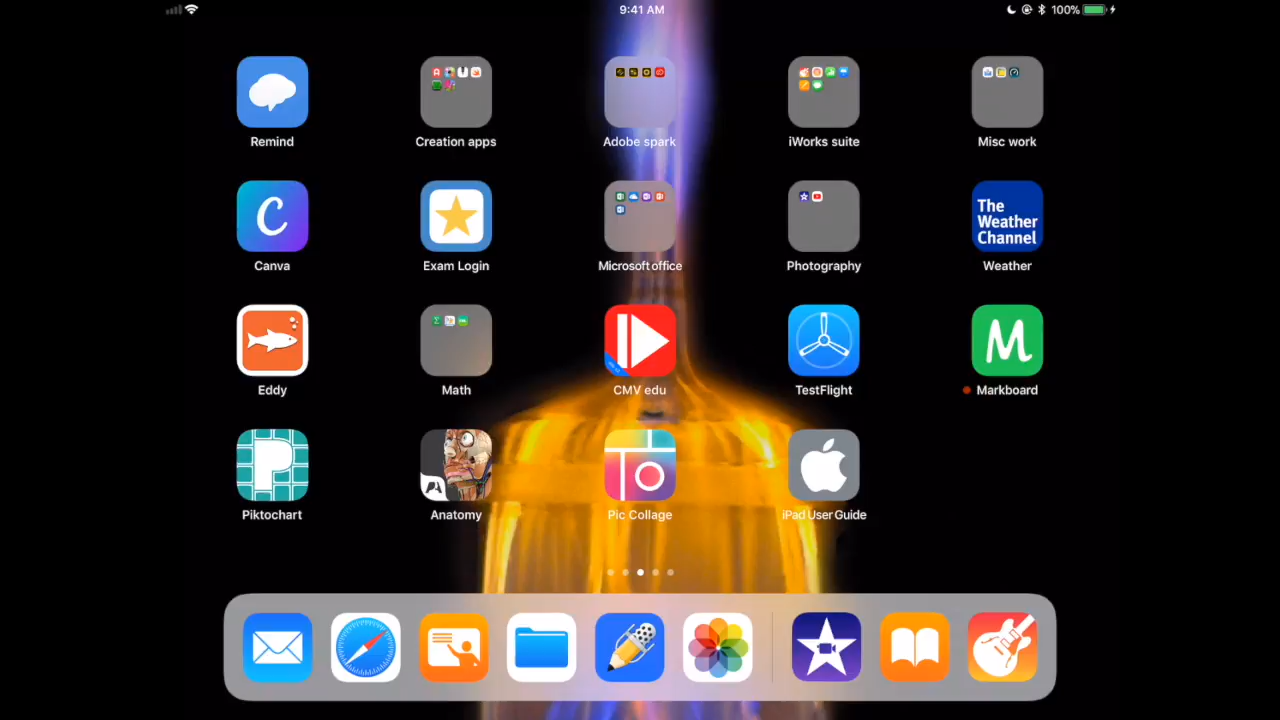 9:41 AM
100%
Remind
Creation apps
Adobe spark
iWorks suite
Misc work
The
Weather
Channel
Canva
Exam Login
Microsoft office
Photography
Weather
Eddy
Math
CMV edu
TestFlight
Markboard
Piktochart
Anatomy
Pic Collage
iPad User Guide